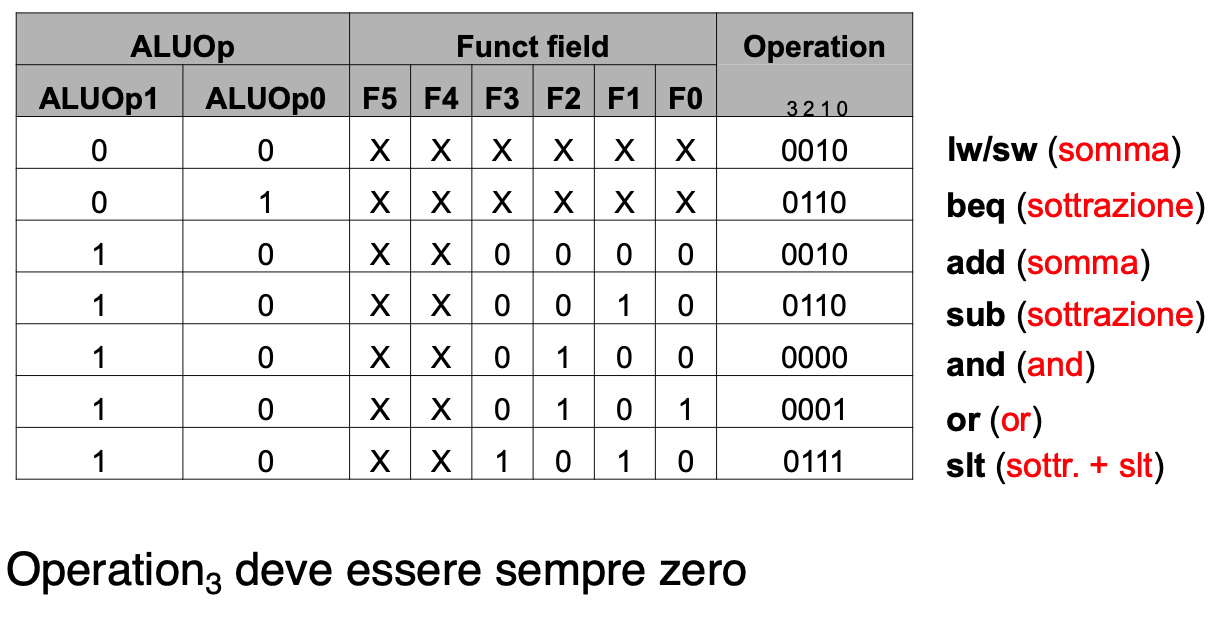 ALUOp Funct field Operation
ALUOp1 ALUOp0 F5 F4 F3 F2 F1 F0 3 2 1 0
0 0 X X X X X X 0010 lw/sw (somma)
0 1 X X X X X X 0110 beq (sottrazione)
1 0 X X 0 0 0 0 0010 add (somma)
1 0 X X 0 0 1 0 0110 sub (sottrazione)
1 0 X X 0 1 0 0 0000 and (and)
1 0 X X 0 1 0 1 0001 or (or)
1 0 X X 1 0 1 0 0111 slt (sottr. + slt)
Operation₃ deve essere sempre zero